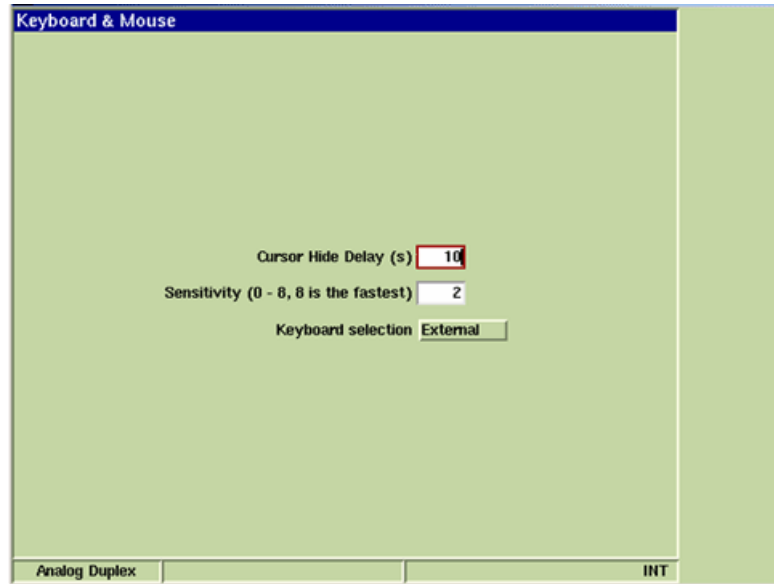 Keyboard & Mouse
Cursor Hide Delay (s) 10
Sensitivity (0 - 8, 8 is the fastest) 2
Keyboard selection External
Analog Duplex INT